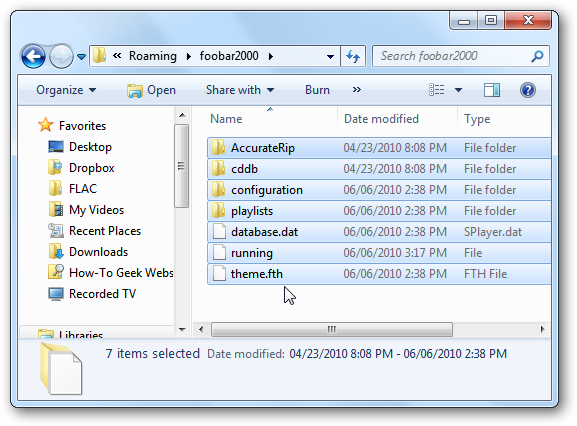 « Roaming ▸ foobar2000 ▸ Search foobar2000
Organize ▾ Open Share with ▾ Burn »
Name Date modified Type
Favorites
Desktop
Dropbox
FLAC
My Videos
Recent Places
Downloads
How-To Geek Webs
Recorded TV
Libraries
AccurateRip 04/23/2010 8:08 PM File folder
cddb 04/23/2010 8:08 PM File folder
configuration 06/06/2010 2:38 PM File folder
playlists 06/06/2010 2:38 PM File folder
database.dat 06/06/2010 2:38 PM SPlayer.dat
running 06/06/2010 3:17 PM File
theme.fth 06/06/2010 2:38 PM FTH File
7 items selected Date modified: 04/23/2010 8:08 PM - 06/06/2010 2:38 PM